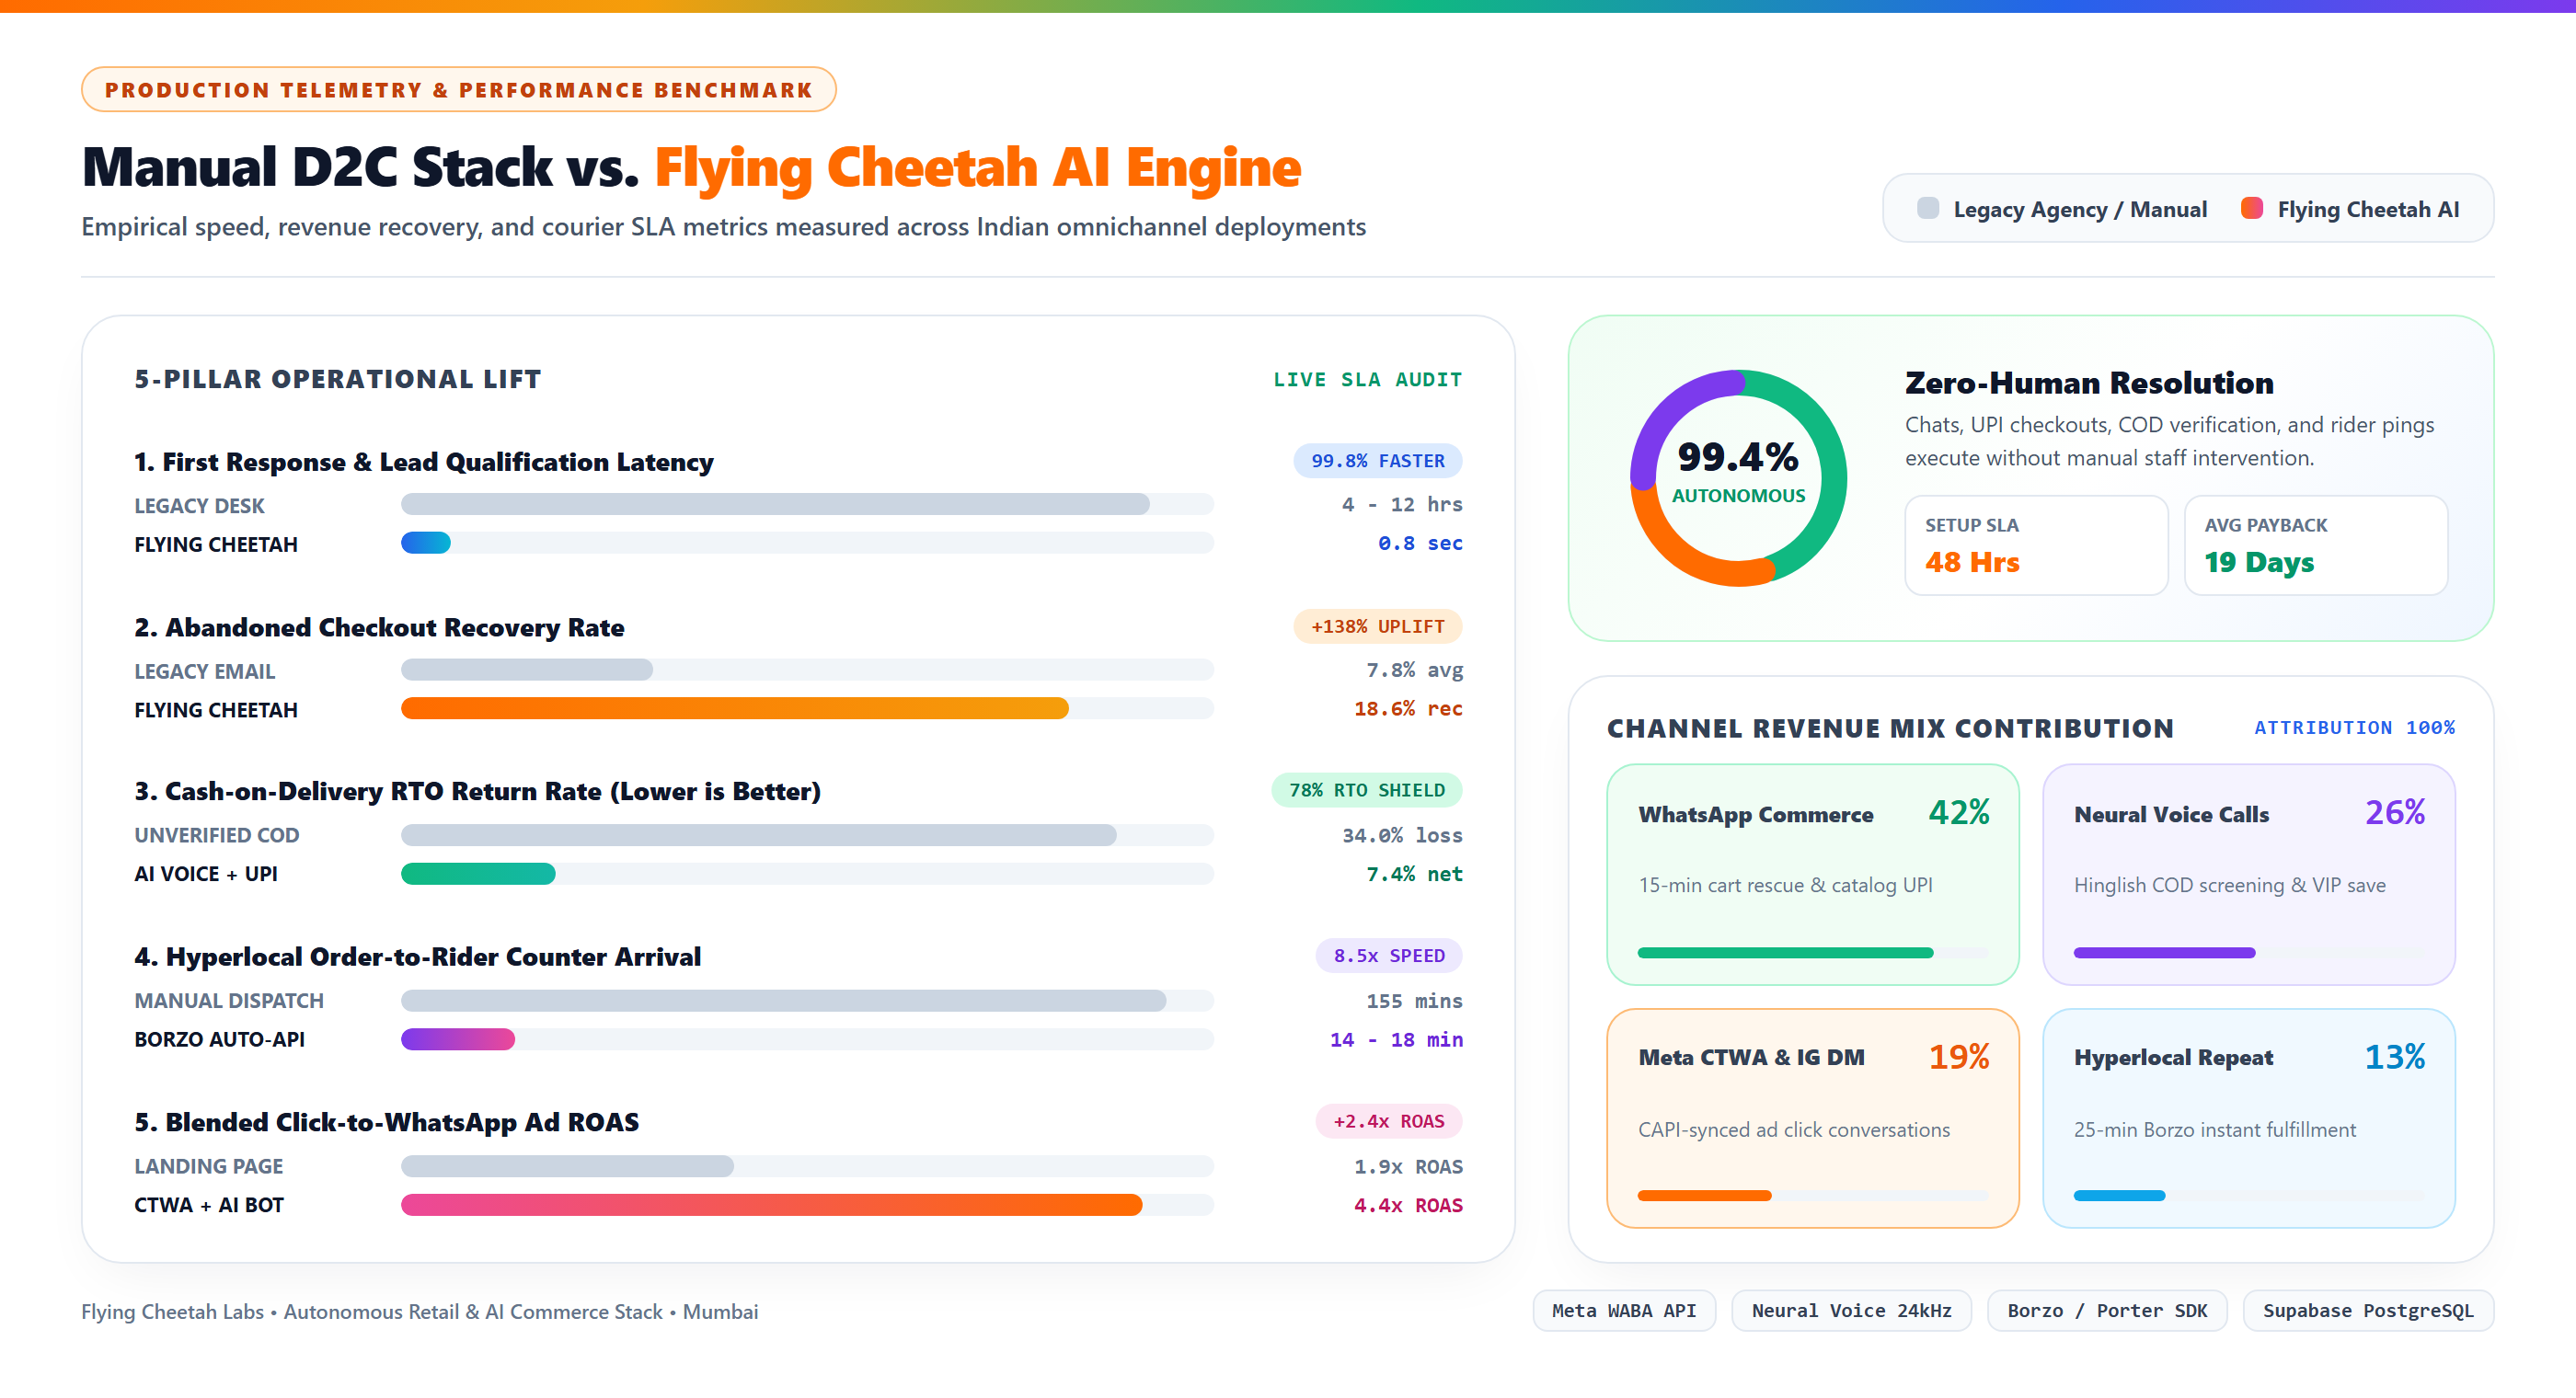 PRODUCTION TELEMETRY & PERFORMANCE BENCHMARK
Manual D2C Stack vs. Flying Cheetah AI Engine
Empirical speed, revenue recovery, and courier SLA metrics measured across Indian omnichannel deployments
Legacy Agency / Manual
Flying Cheetah AI
5-PILLAR OPERATIONAL LIFT
LIVE SLA AUDIT
1. First Response & Lead Qualification Latency
99.8% FASTER
LEGACY DESK
4 - 12 hrs
FLYING CHEETAH
0.8 sec
2. Abandoned Checkout Recovery Rate
+138% UPLIFT
LEGACY EMAIL
7.8% avg
FLYING CHEETAH
18.6% rec
3. Cash-on-Delivery RTO Return Rate (Lower is Better)
78% RTO SHIELD
UNVERIFIED COD
34.0% loss
AI VOICE + UPI
7.4% net
4. Hyperlocal Order-to-Rider Counter Arrival
8.5x SPEED
MANUAL DISPATCH
155 mins
BORZO AUTO-API
14 - 18 min
5. Blended Click-to-WhatsApp Ad ROAS
+2.4x ROAS
LANDING PAGE
1.9x ROAS
CTWA + AI BOT
4.4x ROAS
99.4%
AUTONOMOUS
Zero-Human Resolution
Chats, UPI checkouts, COD verification, and rider pings
execute without manual staff intervention.
SETUP SLA
48 Hrs
AVG PAYBACK
19 Days
CHANNEL REVENUE MIX CONTRIBUTION
ATTRIBUTION 100%
WhatsApp Commerce
42%
15-min cart rescue & catalog UPI
Neural Voice Calls
26%
Hinglish COD screening & VIP save
Meta CTWA & IG DM
19%
CAPI-synced ad click conversations
Hyperlocal Repeat
13%
25-min Borzo instant fulfillment
Flying Cheetah Labs • Autonomous Retail & AI Commerce Stack • Mumbai
Meta WABA API
Neural Voice 24kHz
Borzo / Porter SDK
Supabase PostgreSQL